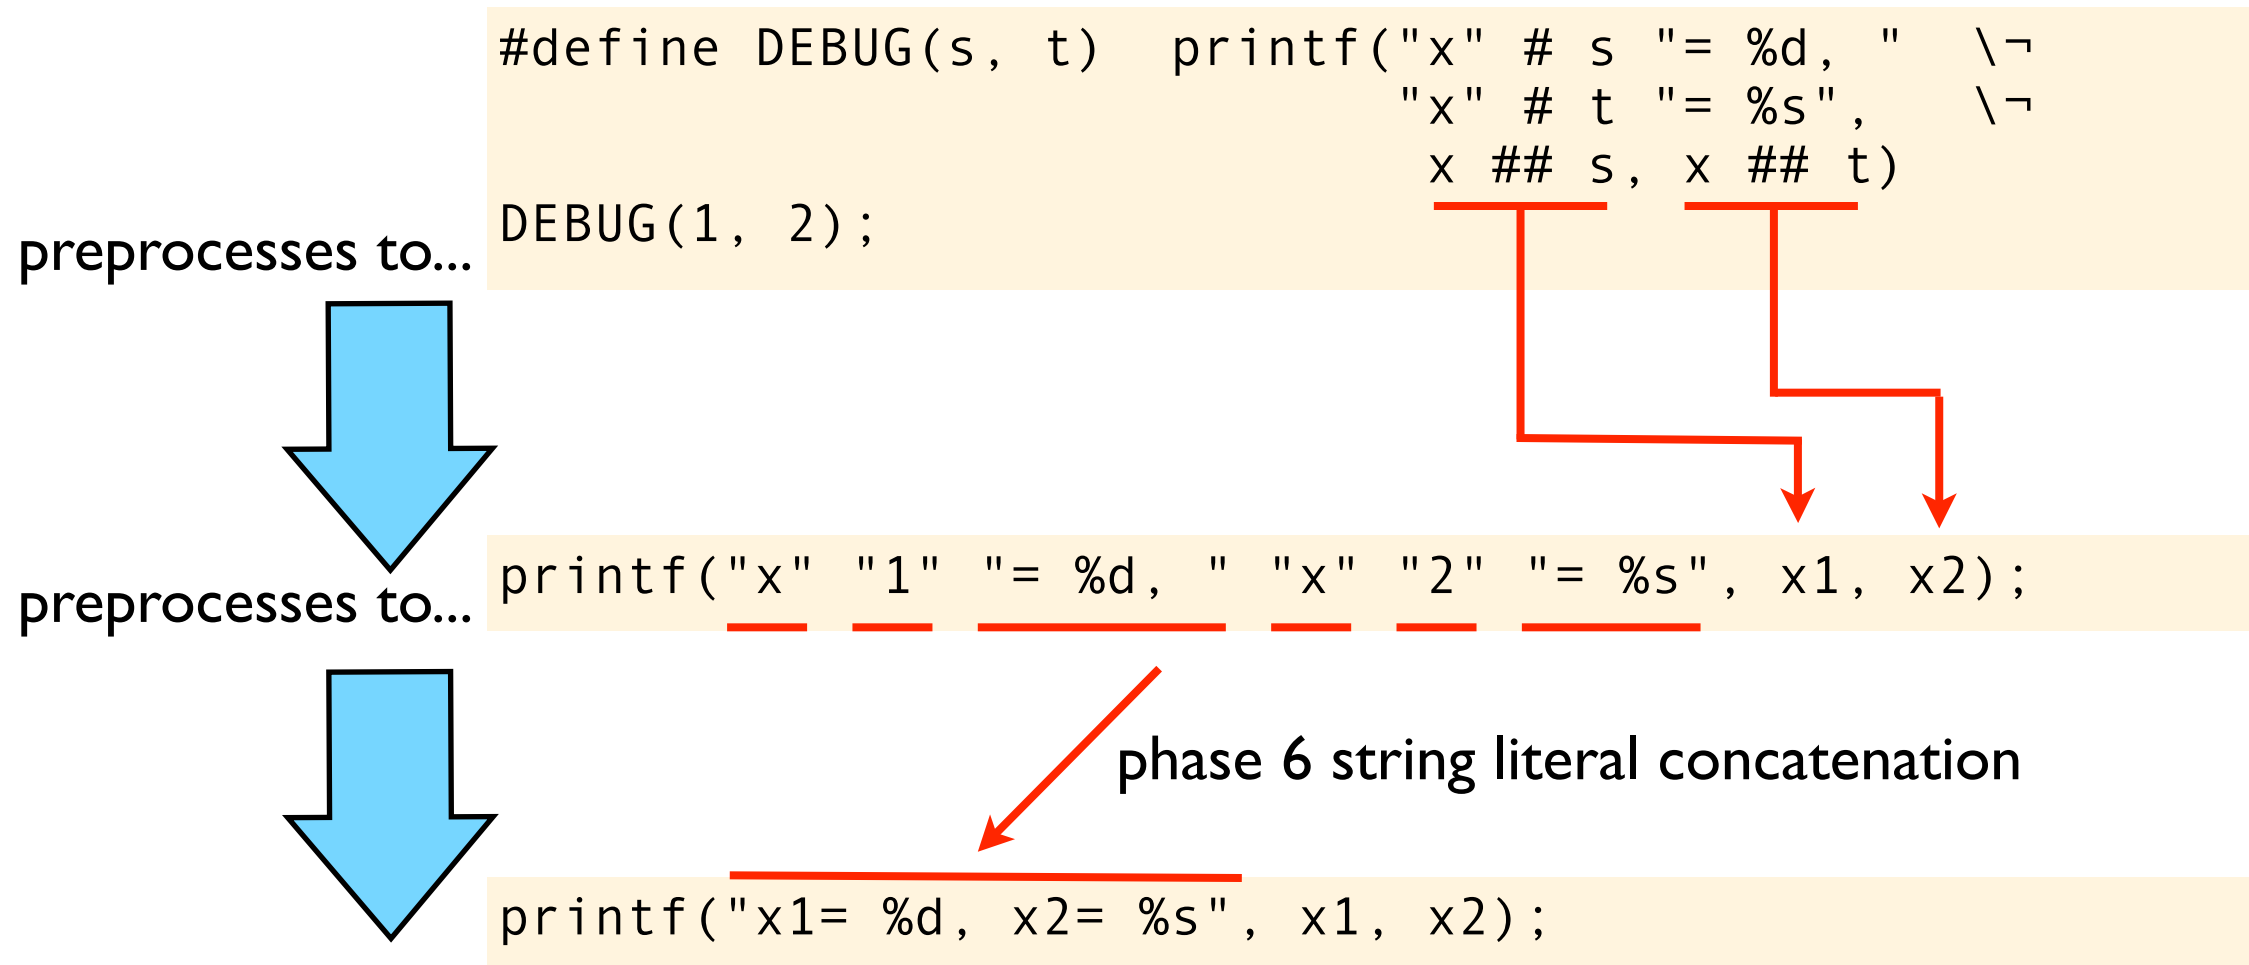 #define DEBUG(s, t)  printf("x" # s "= %d, "  \¬
"x" # t "= %s",   \¬
x ## s, x ## t)
DEBUG(1, 2);
preprocesses to...
printf("x" "1" "= %d, " "x" "2" "= %s", x1, x2);
preprocesses to...
phase 6 string literal concatenation
printf("x1= %d, x2= %s", x1, x2);